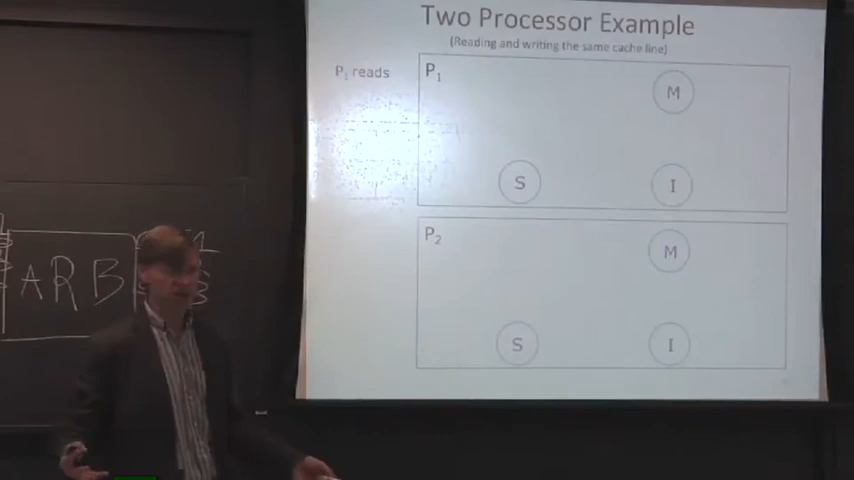 Two Processor Example
(Reading and writing the same cache line)
P1 reads
P1
M
S
I
P2
M
S
I
ARB